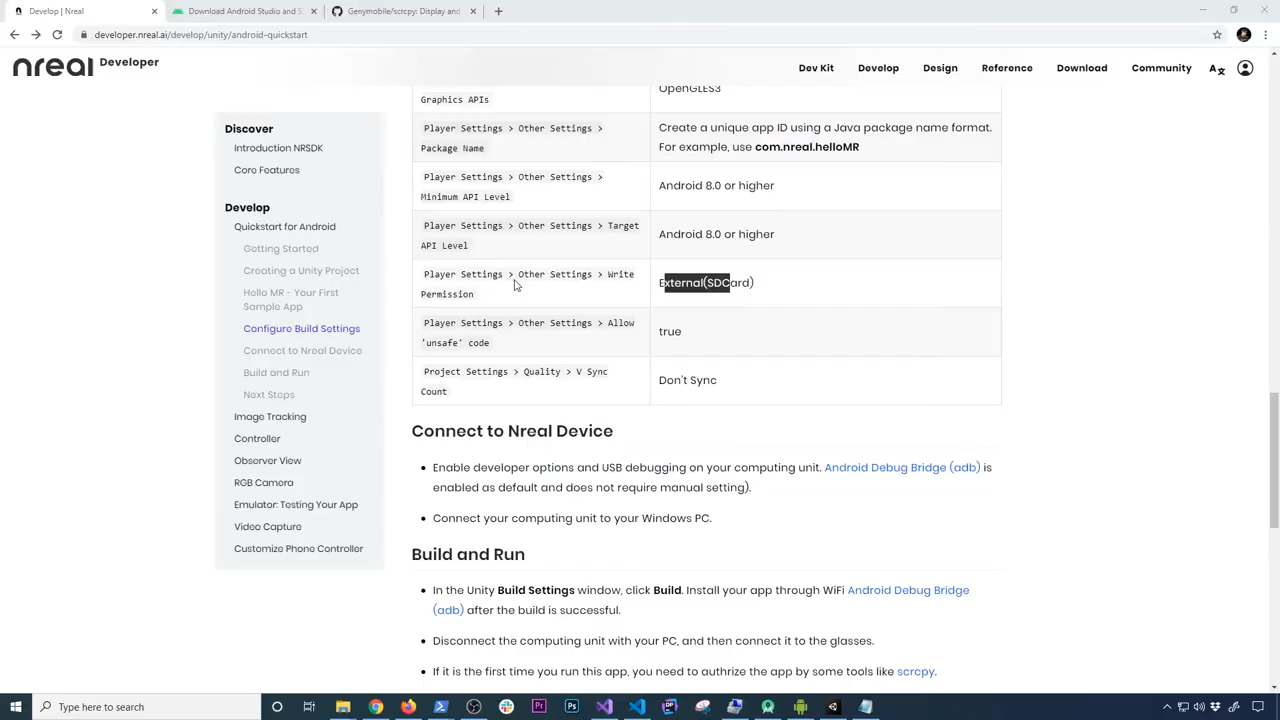 Develop | Nreal
Download Android Studio and S
Genymobile/scrcpy: Display and
developer.nreal.ai/develop/unity/android-quickstart
nreal Developer
Dev Kit Develop Design Reference Download Community
Discover
Introduction NRSDK
Core Features
Develop
Quickstart for Android
Getting Started
Creating a Unity Project
Hello MR - Your First
Sample App
Configure Build Settings
Connect to Nreal Device
Build and Run
Next Steps
Image Tracking
Controller
Observer View
RGB Camera
Emulator: Testing Your App
Video Capture
Customize Phone Controller
Graphics APIs
OpenGLES3
Player Settings > Other Settings >
Package Name
Create a unique app ID using a Java package name format.
For example, use com.nreal.helloMR
Player Settings > Other Settings >
Minimum API Level
Android 8.0 or higher
Player Settings > Other Settings > Target
API Level
Android 8.0 or higher
Player Settings > Other Settings > Write
Permission
External(SDCard)
Player Settings > Other Settings > Allow
'unsafe' code
true
Project Settings > Quality > V Sync
Count
Don't Sync
Connect to Nreal Device
Enable developer options and USB debugging on your computing unit. Android Debug Bridge (adb) is
enabled as default and does not require manual setting).
Connect your computing unit to your Windows PC.
Build and Run
In the Unity Build Settings window, click Build. Install your app through WiFi Android Debug Bridge
(adb) after the build is successful.
Disconnect the computing unit with your PC, and then connect it to the glasses.
If it is the first time you run this app, you need to authrize the app by some tools like scrcpy.
Type here to search